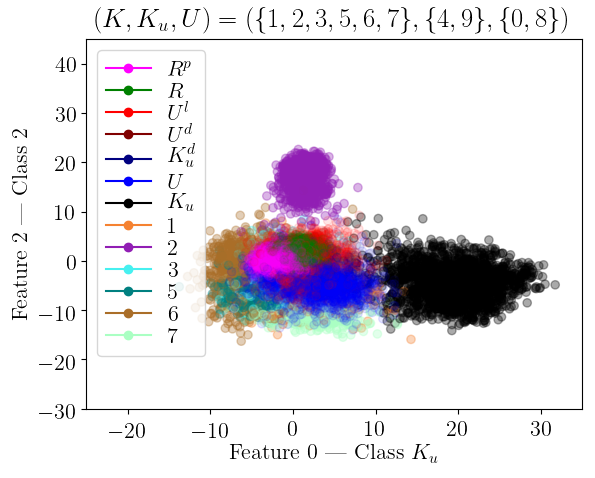 (K, K_u, U) = ({1, 2, 3, 5, 6, 7}, {4, 9}, {0, 8})
Feature 2 — Class 2
40
30
20
10
0
−10
−20
−30
R^p
R
U^l
U^d
K_u^d
U
K_u
1
2
3
5
6
7
−20 −10 0 10 20 30
Feature 0 — Class K_u